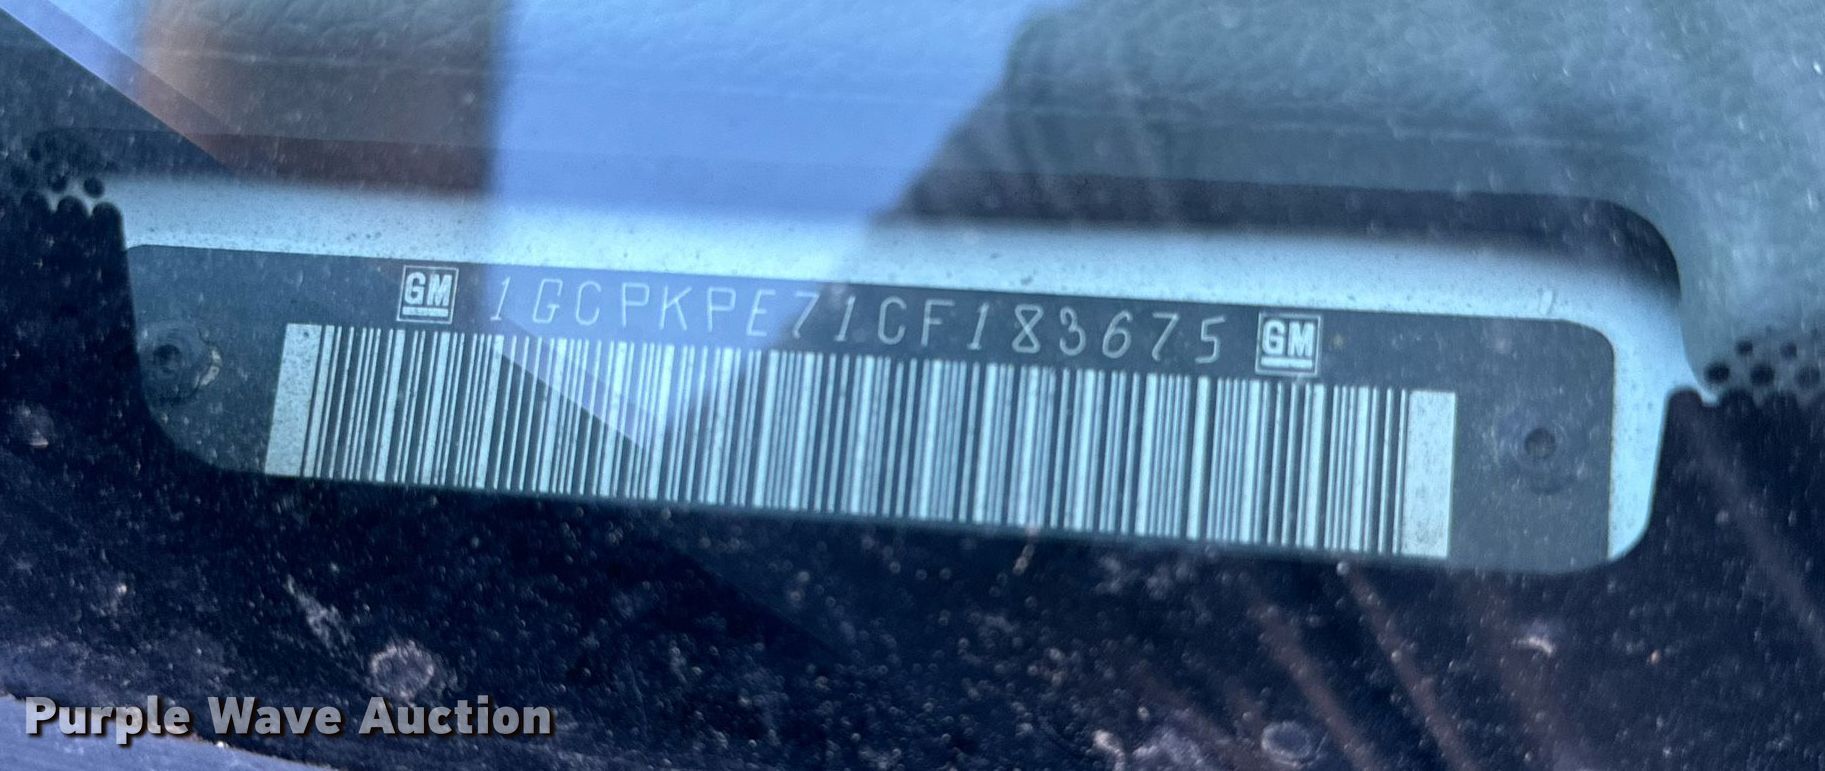 GM 1GCPKPE71CF183675 GM
Purple Wave Auction